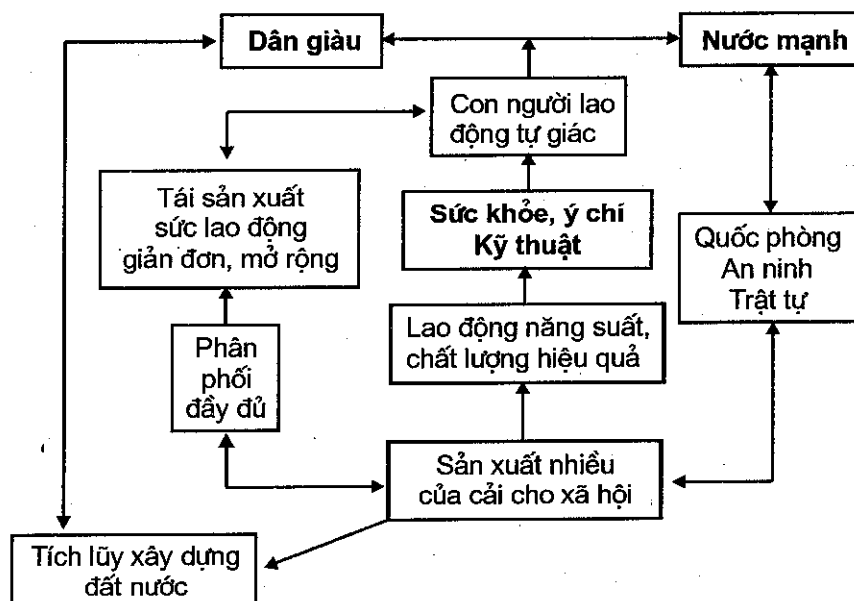 Dân giàu
Nước mạnh
Con người lao
động tự giác
Tái sản xuất
sức lao động
giản đơn, mở rộng
Sức khỏe, ý chí
Kỹ thuật
Quốc phòng
An ninh
Trật tự
Phân
phối
đầy đủ
Lao động năng suất,
chất lượng hiệu quả
Sản xuất nhiều
của cải cho xã hội
Tích lũy xây dựng
đất nước